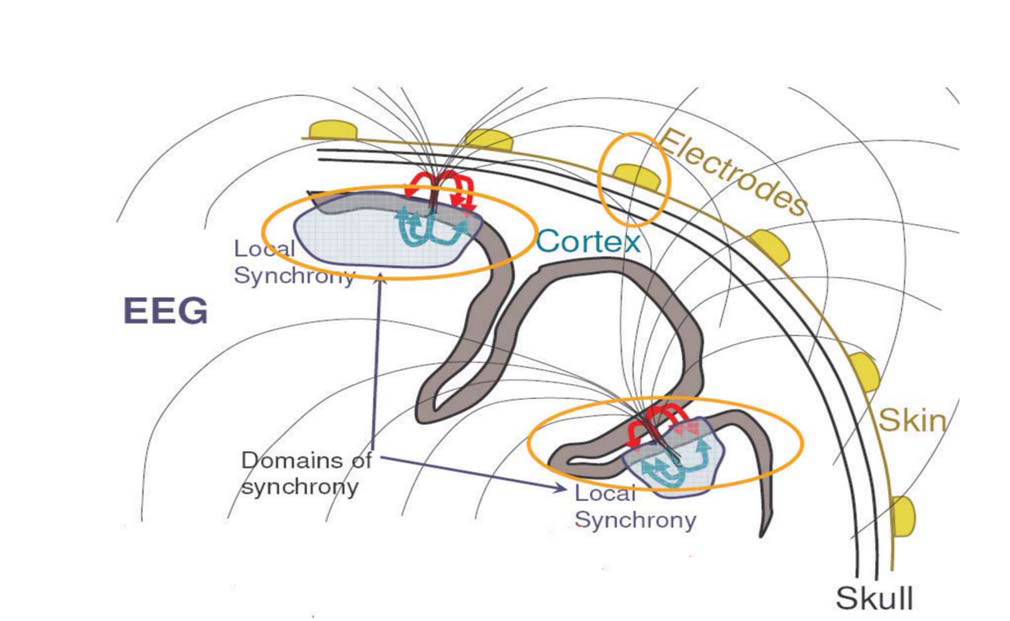 Electrodes
Cortex
Local
Synchrony
EEG
Skin
Domains of
synchrony
Local
Synchrony
Skull